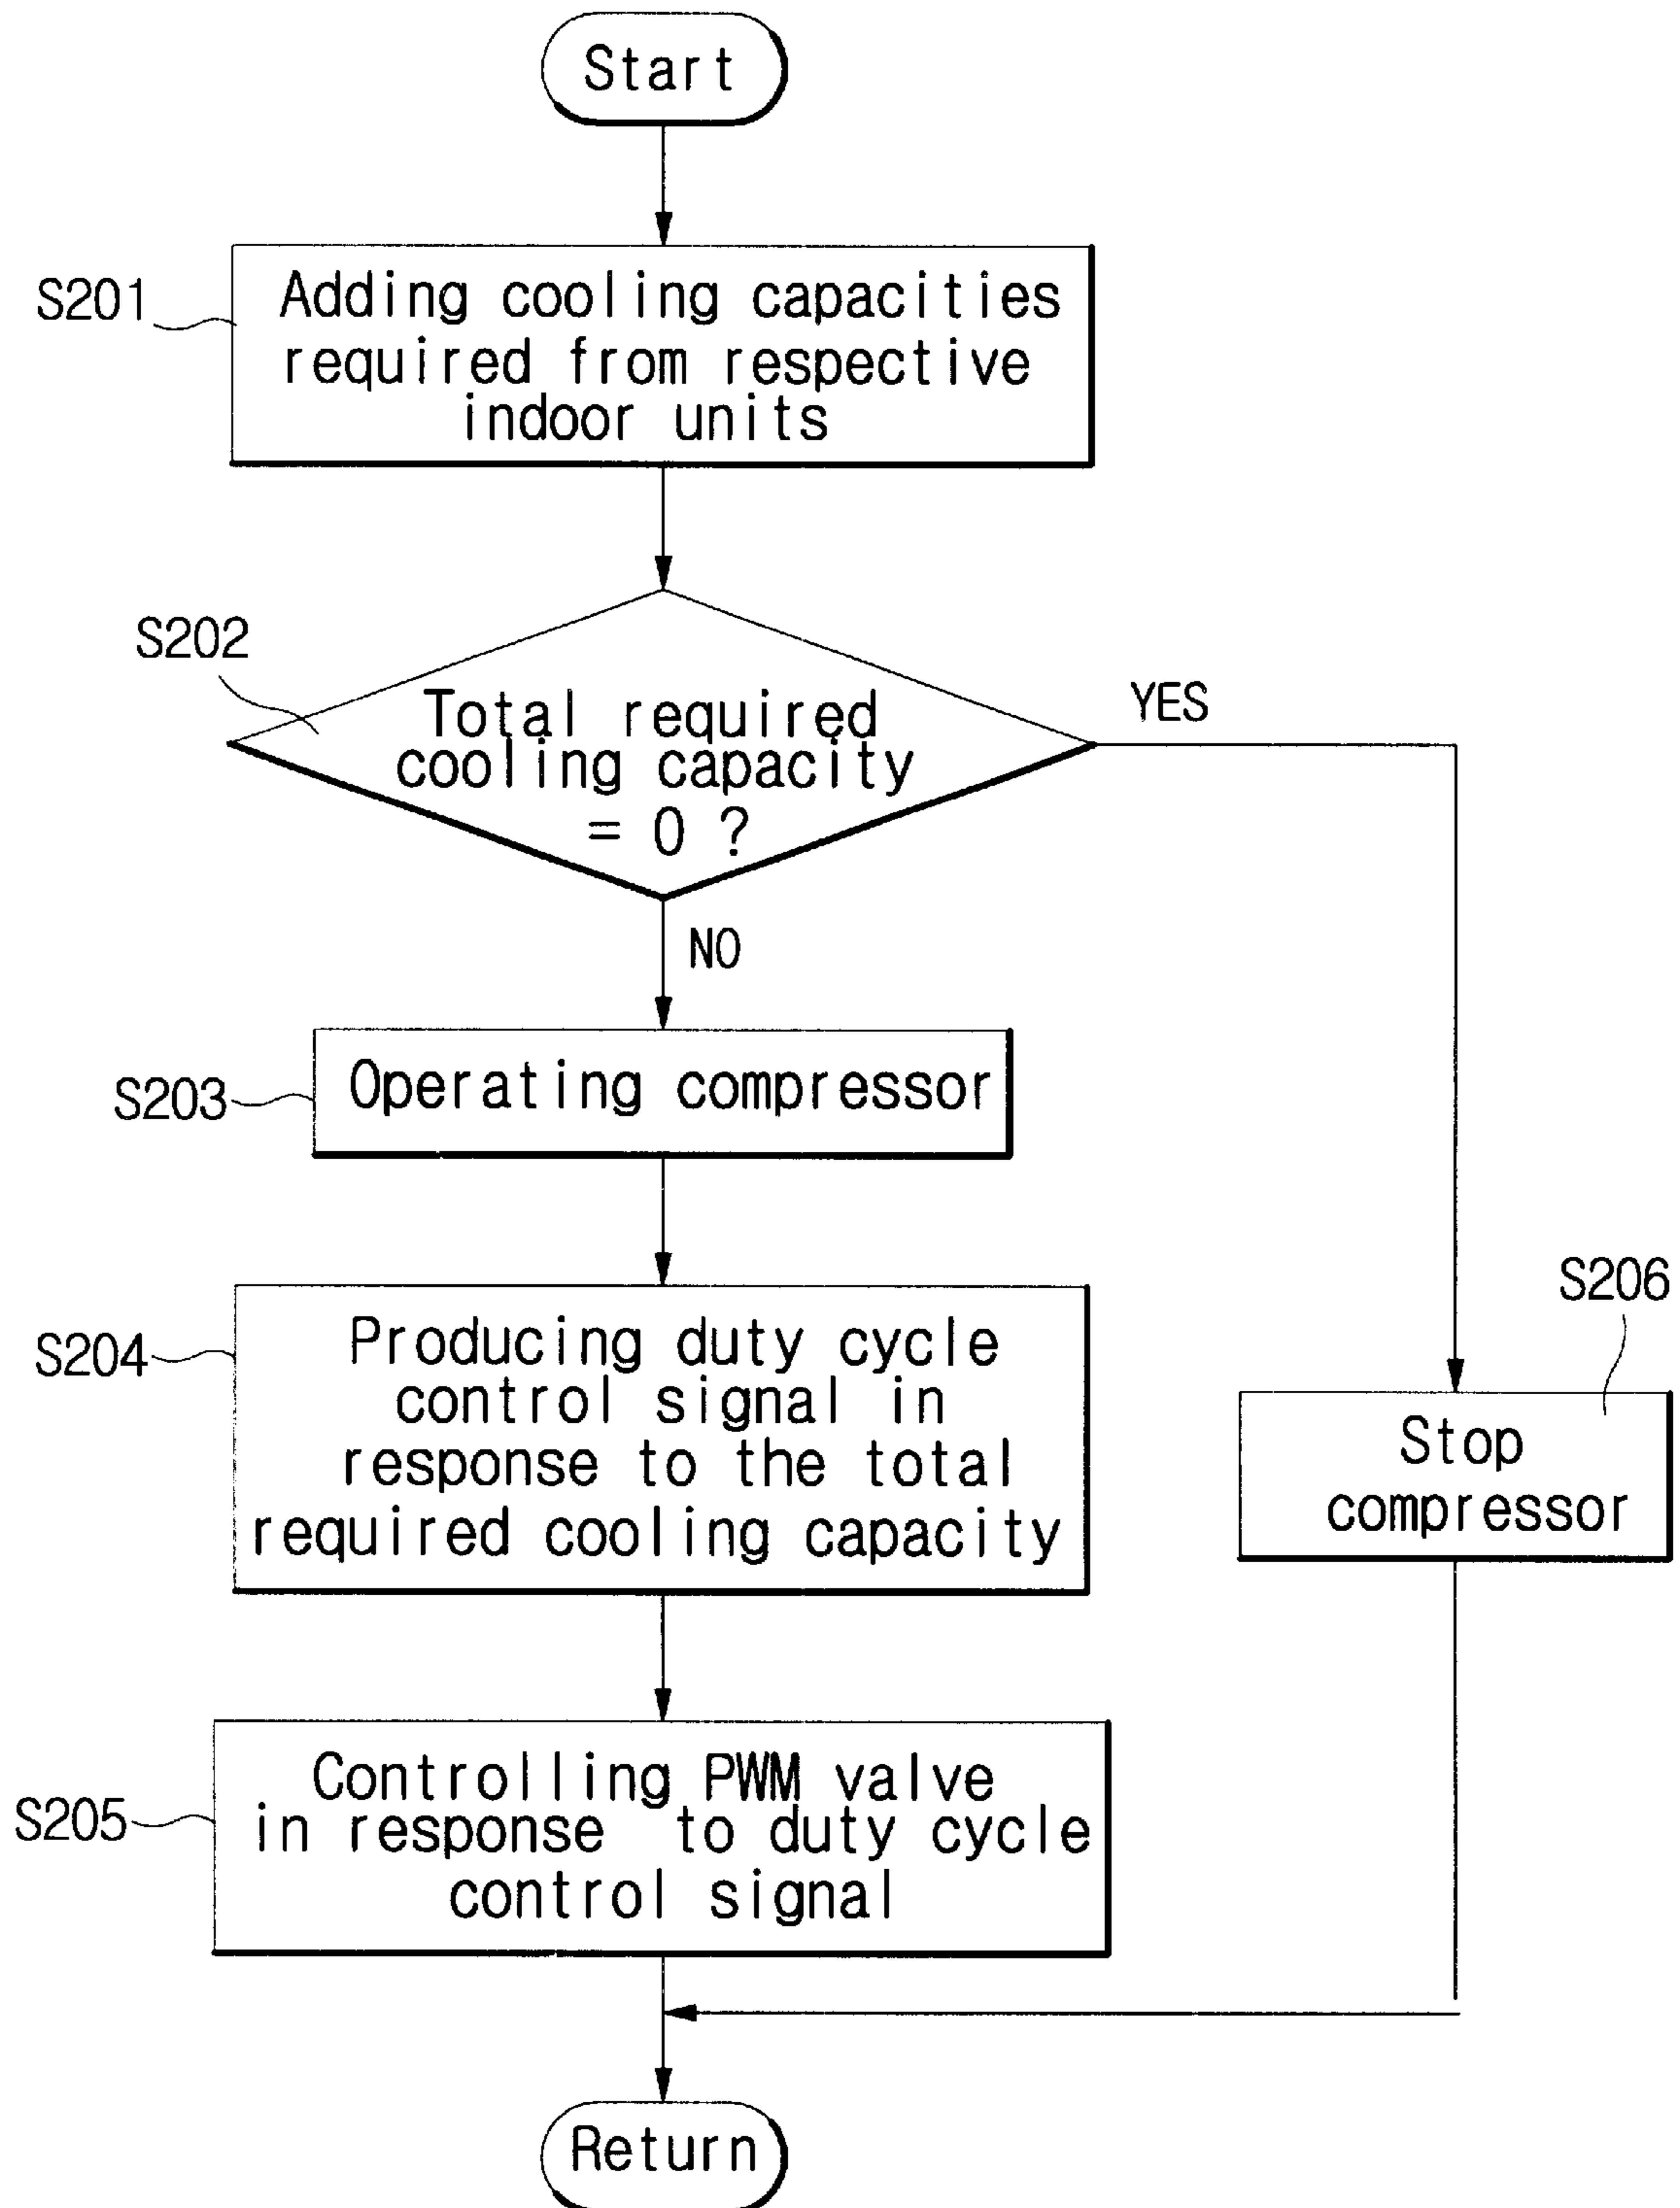 Start
S201
Adding cooling capacities
required from respective
indoor units
S202
Total required
cooling capacity
= 0 ?
YES
NO
S203
Operating compressor
S204
Producing duty cycle
control signal in
response to the total
required cooling capacity
S206
Stop
compressor
S205
Controlling PWM valve
in response to duty cycle
control signal
Return